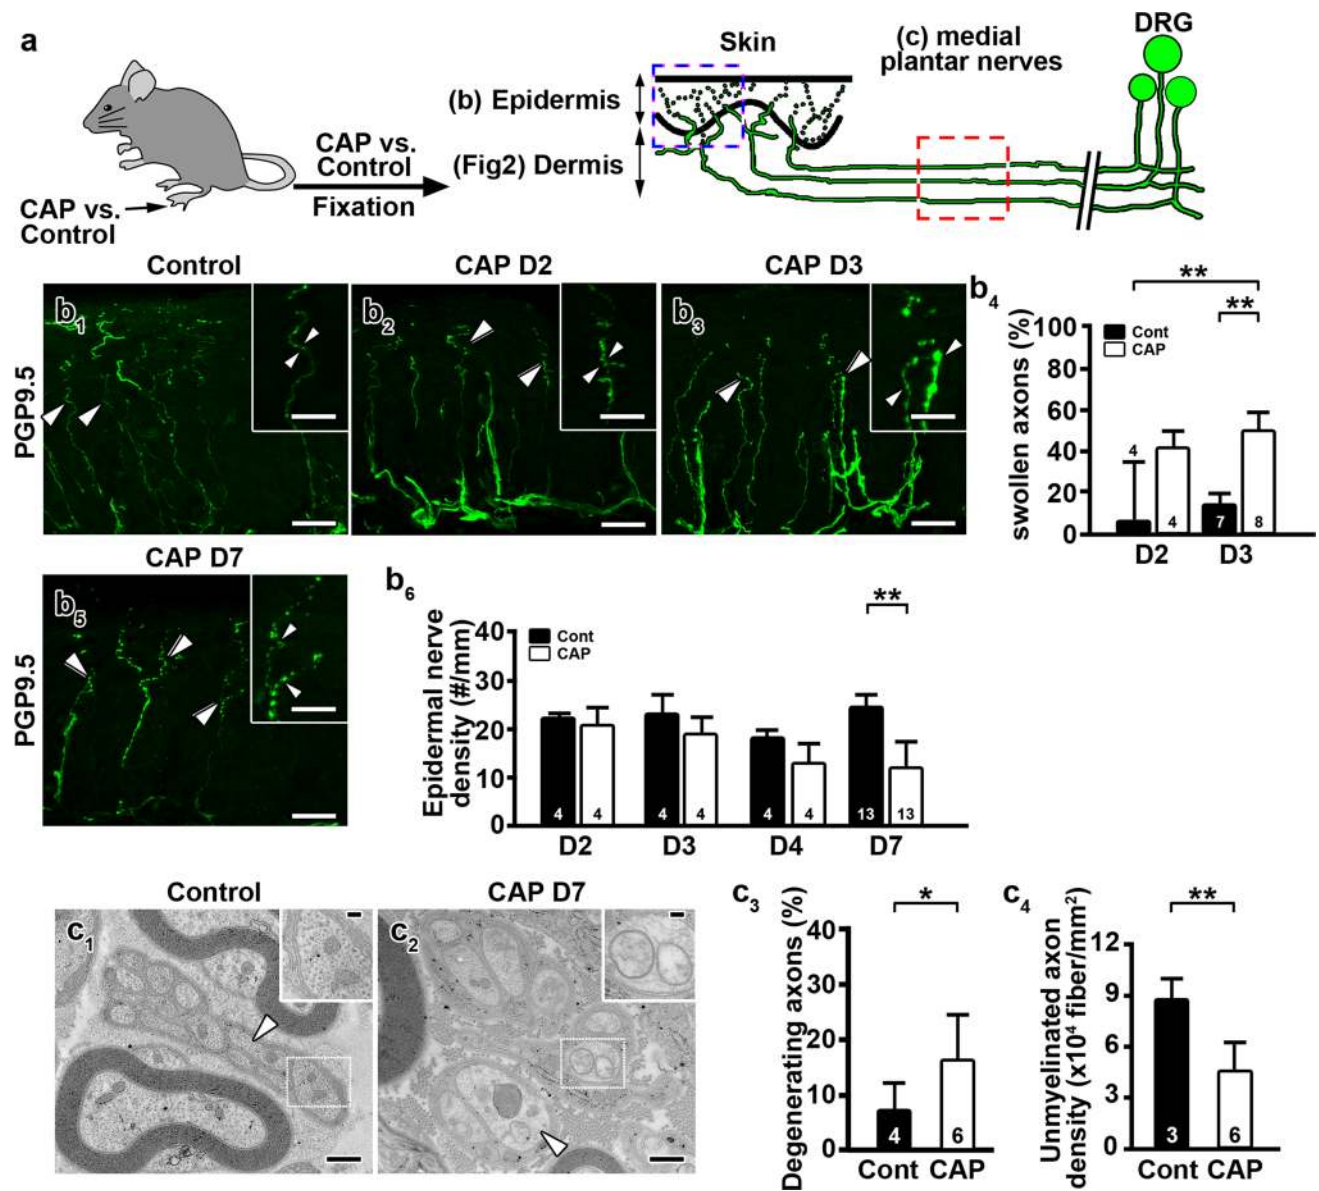 a
Skin
(c) medial
plantar nerves
DRG
(b) Epidermis
(Fig2) Dermis
CAP vs.
Control
Fixation
CAP vs.
Control
Control
CAP D2
CAP D3
PGP9.5
b1
b2
b3
b4
**
**
swollen axons (%)
100
80
60
40
20
0
Cont
CAP
4
4
7
8
D2
D3
CAP D7
PGP9.5
b5
b6
**
Epidermal nerve
density (#/mm)
40
30
20
10
0
Cont
CAP
4
4
4
4
4
4
13
13
D2
D3
D4
D7
Control
CAP D7
c1
c2
c3
*
Degenerating axons (%)
40
30
20
10
0
4
6
Cont
CAP
c4
**
Unmyelinated axon
density (x10⁴ fiber/mm²)
12
9
6
3
0
3
6
Cont
CAP